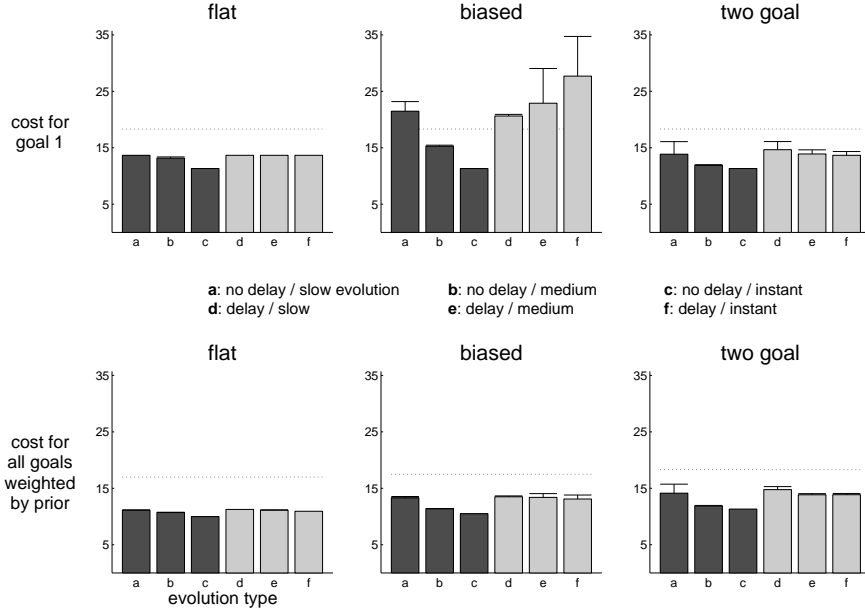 flat biased two goal
35 35 35
25 25 25
cost for
goal 1
15 15 15
5 5 5
a b c d e f a b c d e f a b c d e f
a: no delay / slow evolution b: no delay / medium c: no delay / instant
d: delay / slow e: delay / medium f: delay / instant
flat biased two goal
35 35 35
25 25 25
cost for
all goals
weighted
by prior
15 15 15
5 5 5
a b c d e f a b c d e f a b c d e f
evolution type